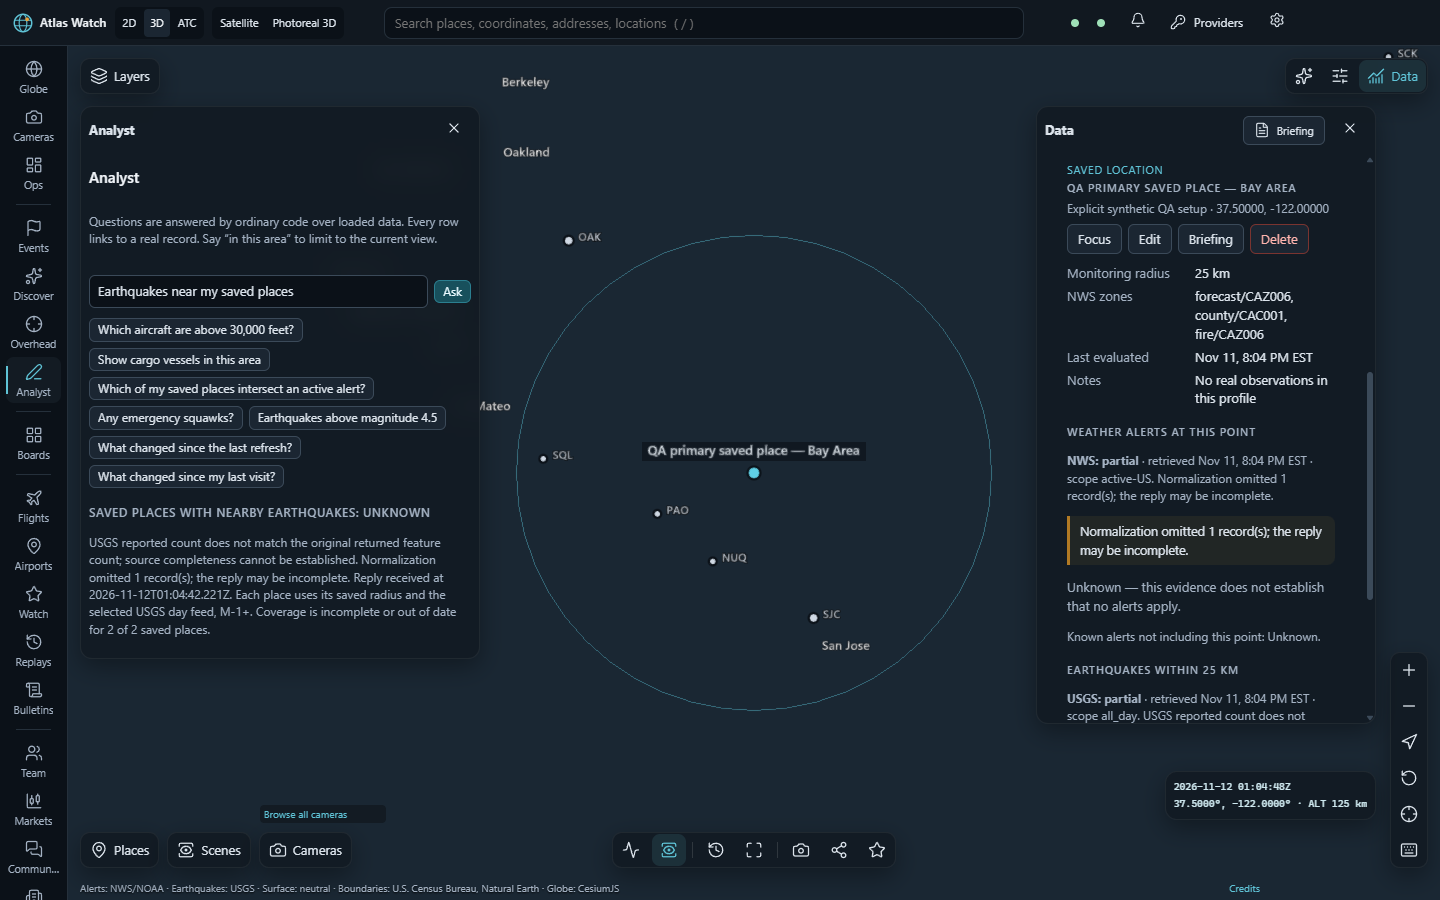 Atlas Watch
2D
3D
ATC
Satellite
Photoreal 3D
Search places, coordinates, addresses, locations ( / )
Providers
Globe
Cameras
Ops
Events
Discover
Overhead
Analyst
Boards
Flights
Airports
Watch
Replays
Bulletins
Team
Markets
Commun...
Layers
Analyst
Analyst
Questions are answered by ordinary code over loaded data. Every row
links to a real record. Say “in this area” to limit to the current view.
Earthquakes near my saved places
Ask
Which aircraft are above 30,000 feet?
Show cargo vessels in this area
Which of my saved places intersect an active alert?
Any emergency squawks?
Earthquakes above magnitude 4.5
What changed since the last refresh?
What changed since my last visit?
SAVED PLACES WITH NEARBY EARTHQUAKES: UNKNOWN
USGS reported count does not match the original returned feature
count; source completeness cannot be established. Normalization
omitted 1 record(s); the reply may be incomplete. Reply received at
2026-11-12T01:04:42.221Z. Each place uses its saved radius and the
selected USGS day feed, M-1+. Coverage is incomplete or out of date
for 2 of 2 saved places.
Berkeley
Oakland
OAK
Mateo
SQL
QA primary saved place — Bay Area
PAO
NUQ
SJC
San Jose
SCK
Data
Data
Briefing
SAVED LOCATION
QA PRIMARY SAVED PLACE — BAY AREA
Explicit synthetic QA setup · 37.50000, -122.00000
Focus
Edit
Briefing
Delete
Monitoring radius
25 km
NWS zones
forecast/CAZ006,
county/CAC001,
fire/CAZ006
Last evaluated
Nov 11, 8:04 PM EST
Notes
No real observations in
this profile
WEATHER ALERTS AT THIS POINT
NWS: partial · retrieved Nov 11, 8:04 PM EST ·
scope active-US. Normalization omitted 1
record(s); the reply may be incomplete.
Normalization omitted 1 record(s); the reply
may be incomplete.
Unknown — this evidence does not establish
that no alerts apply.
Known alerts not including this point: Unknown.
EARTHQUAKES WITHIN 25 KM
USGS: partial · retrieved Nov 11, 8:04 PM EST ·
scope all_day. USGS reported count does not
2026-11-12 01:04:48Z
37.5000°, -122.0000° · ALT 125 km
Browse all cameras
Places
Scenes
Cameras
Alerts: NWS/NOAA · Earthquakes: USGS · Surface: neutral · Boundaries: U.S. Census Bureau, Natural Earth · Globe: CesiumJS
Credits